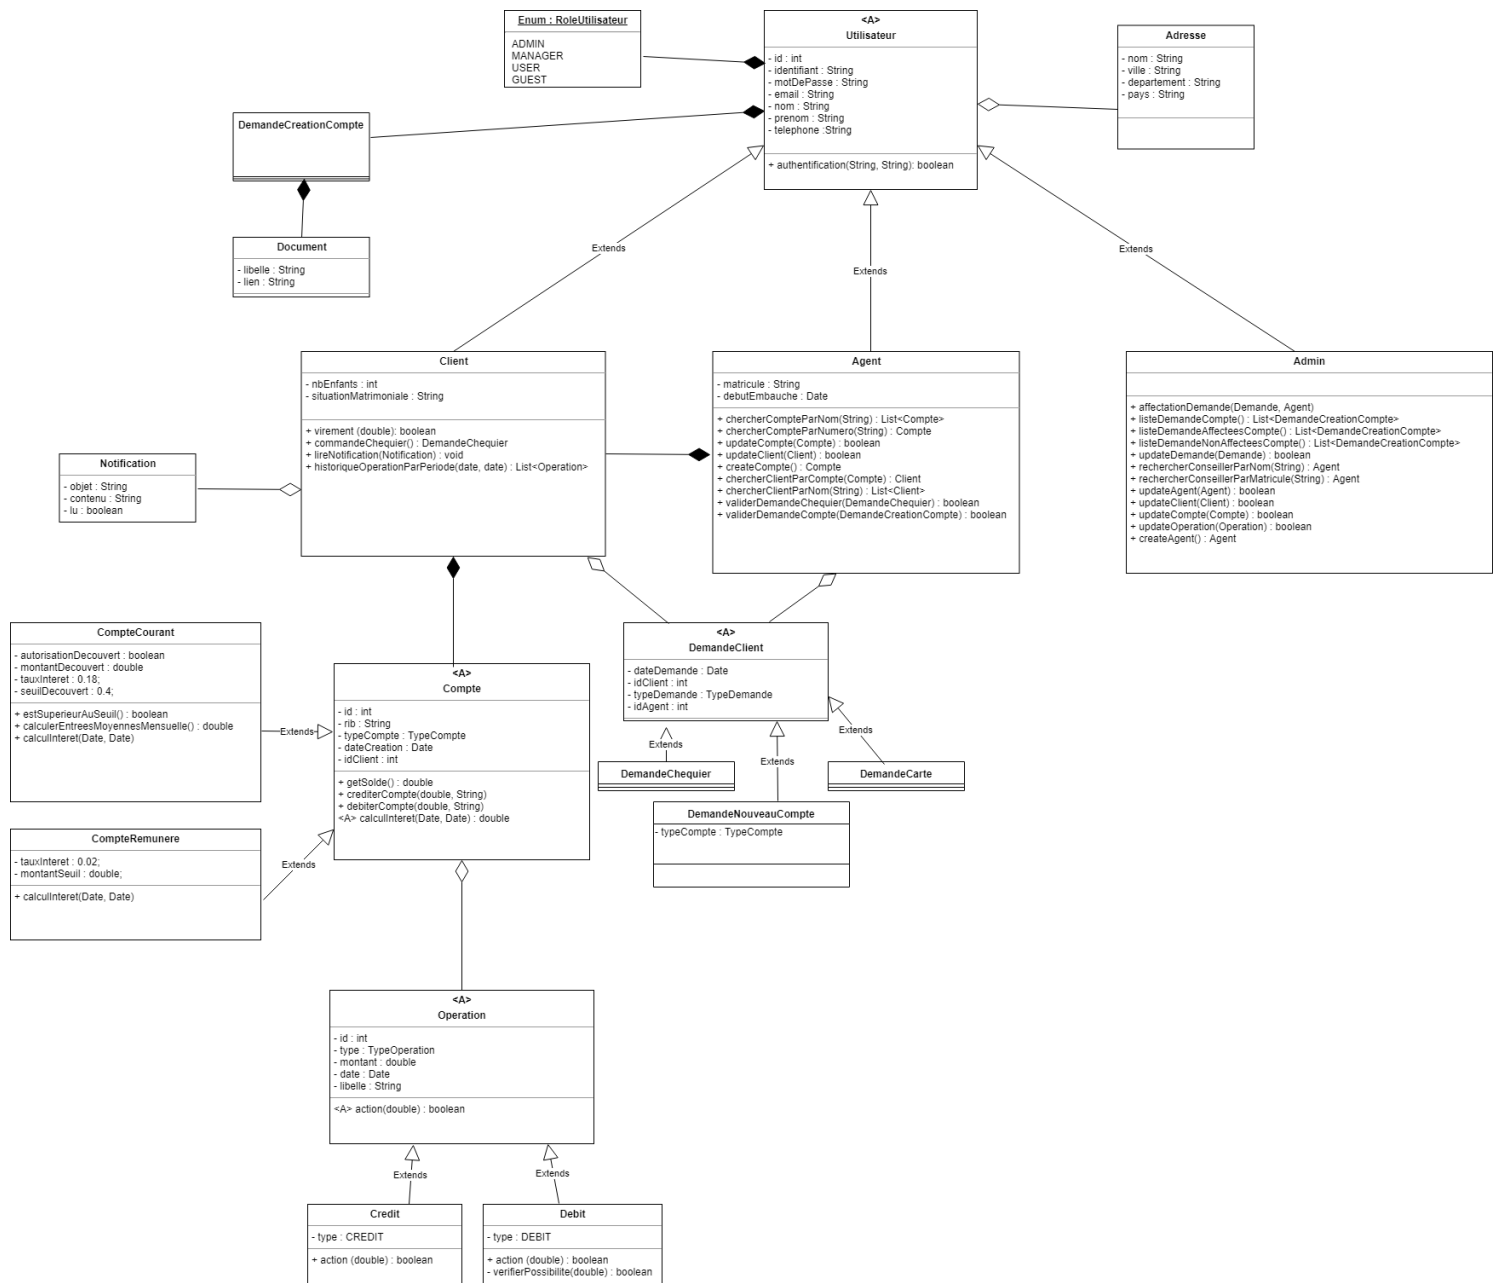 Enum : RoleUtilisateur
ADMIN
MANAGER
USER
GUEST
<A>
Utilisateur
- id : int
- identifiant : String
- motDePasse : String
- email : String
- nom : String
- prenom : String
- telephone :String
+ authentification(String, String): boolean
Adresse
- nom : String
- ville : String
- departement : String
- pays : String
DemandeCreationCompte
Document
- libelle : String
- lien : String
Extends
Extends
Extends
Client
- nbEnfants : int
- situationMatrimoniale : String
+ virement (double): boolean
+ commandeChequier() : DemandeChequier
+ lireNotification(Notification) : void
+ historiqueOperationParPeriode(date, date) : List<Operation>
Agent
- matricule : String
- debutEmbauche : Date
+ chercherCompteParNom(String) : List<Compte>
+ chercherCompteParNumero(String) : Compte
+ updateCompte(Compte) : boolean
+ updateClient(Client) : boolean
+ createCompte() : Compte
+ chercherClientParCompte(Compte) : Client
+ chercherClientParNom(String) : List<Client>
+ validerDemandeChequier(DemandeChequier) : boolean
+ validerDemandeCompte(DemandeCreationCompte) : boolean
Admin
+ affectationDemande(Demande, Agent)
+ listeDemandeCompte() : List<DemandeCreationCompte>
+ listeDemandeAffecteesCompte() : List<DemandeCreationCompte>
+ listeDemandeNonAffecteesCompte() : List<DemandeCreationCompte>
+ updateDemande(Demande) : boolean
+ rechercherConseillerParNom(String) : Agent
+ rechercherConseillerParMatricule(String) : Agent
+ updateAgent(Agent) : boolean
+ updateClient(Client) : boolean
+ updateCompte(Compte) : boolean
+ updateOperation(Operation) : boolean
+ createAgent() : Agent
Notification
- objet : String
- contenu : String
- lu : boolean
CompteCourant
- autorisationDecouvert : boolean
- montantDecouvert : double
- tauxInteret : 0.18;
- seuilDecouvert : 0.4;
+ estSuperieurAuSeuil() : boolean
+ calculerEntreesMoyennesMensuelle() : double
+ calculInteret(Date, Date)
Extends
<A>
Compte
- id : int
- rib : String
- typeCompte : TypeCompte
- dateCreation : Date
- idClient : int
+ getSolde() : double
+ crediterCompte(double, String)
+ debiterCompte(double, String)
<A> calculInteret(Date, Date) : double
<A>
DemandeClient
- dateDemande : Date
- idClient : int
- typeDemande : TypeDemande
- idAgent : int
Extends
Extends
Extends
DemandeChequier
DemandeCarte
DemandeNouveauCompte
- typeCompte : TypeCompte
CompteRemunere
- tauxInteret : 0.02;
- montantSeuil : double;
+ calculInteret(Date, Date)
Extends
<A>
Operation
- id : int
- type : TypeOperation
- montant : double
- date : Date
- libelle : String
<A> action(double) : boolean
Extends
Extends
Credit
- type : CREDIT
+ action (double) : boolean
Debit
- type : DEBIT
+ action (double) : boolean
- verifierPossibilite(double) : boolean